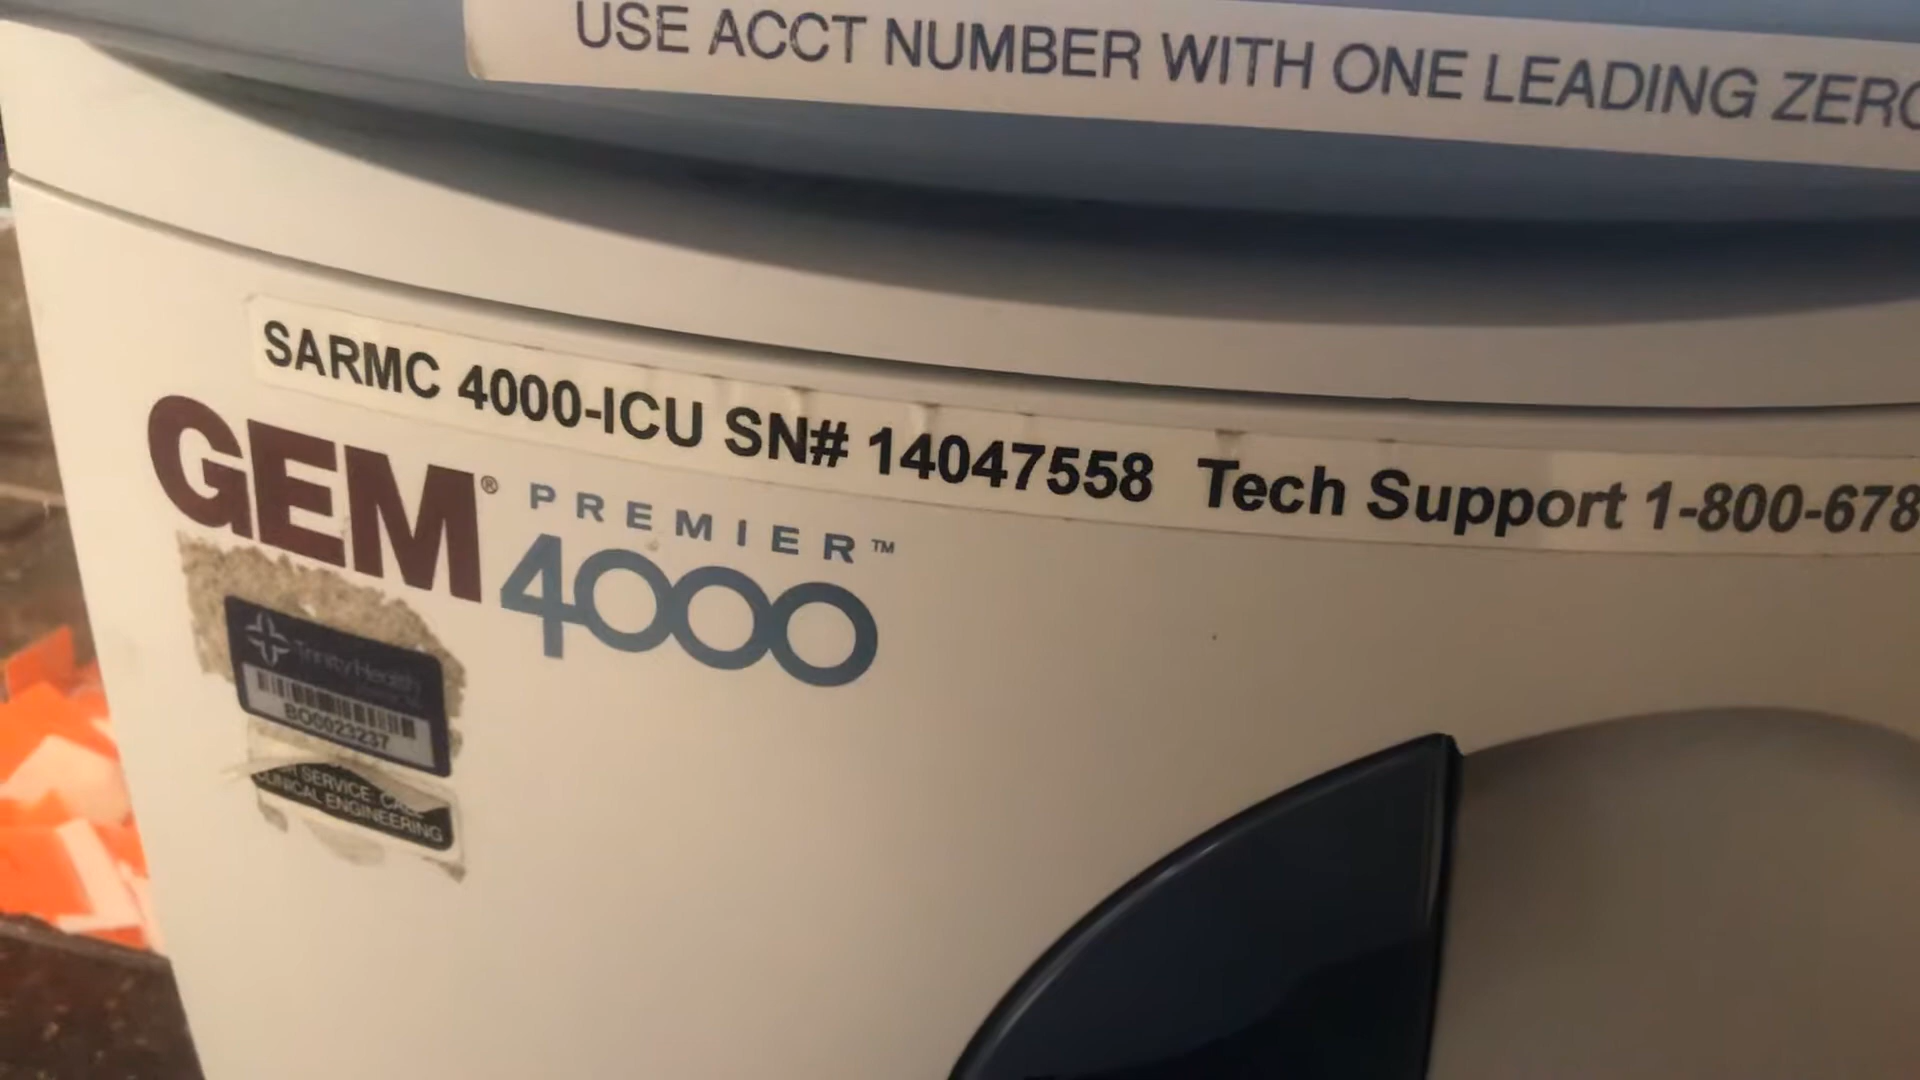 USE ACCT NUMBER WITH ONE LEADING ZERO
SARMC 4000-ICU SN# 14047558 Tech Support 1-800-678
GEM® PREMIER™
4000
Trinity Health
BO0023237
SERVICE: CALL
CLINICAL ENGINEERING